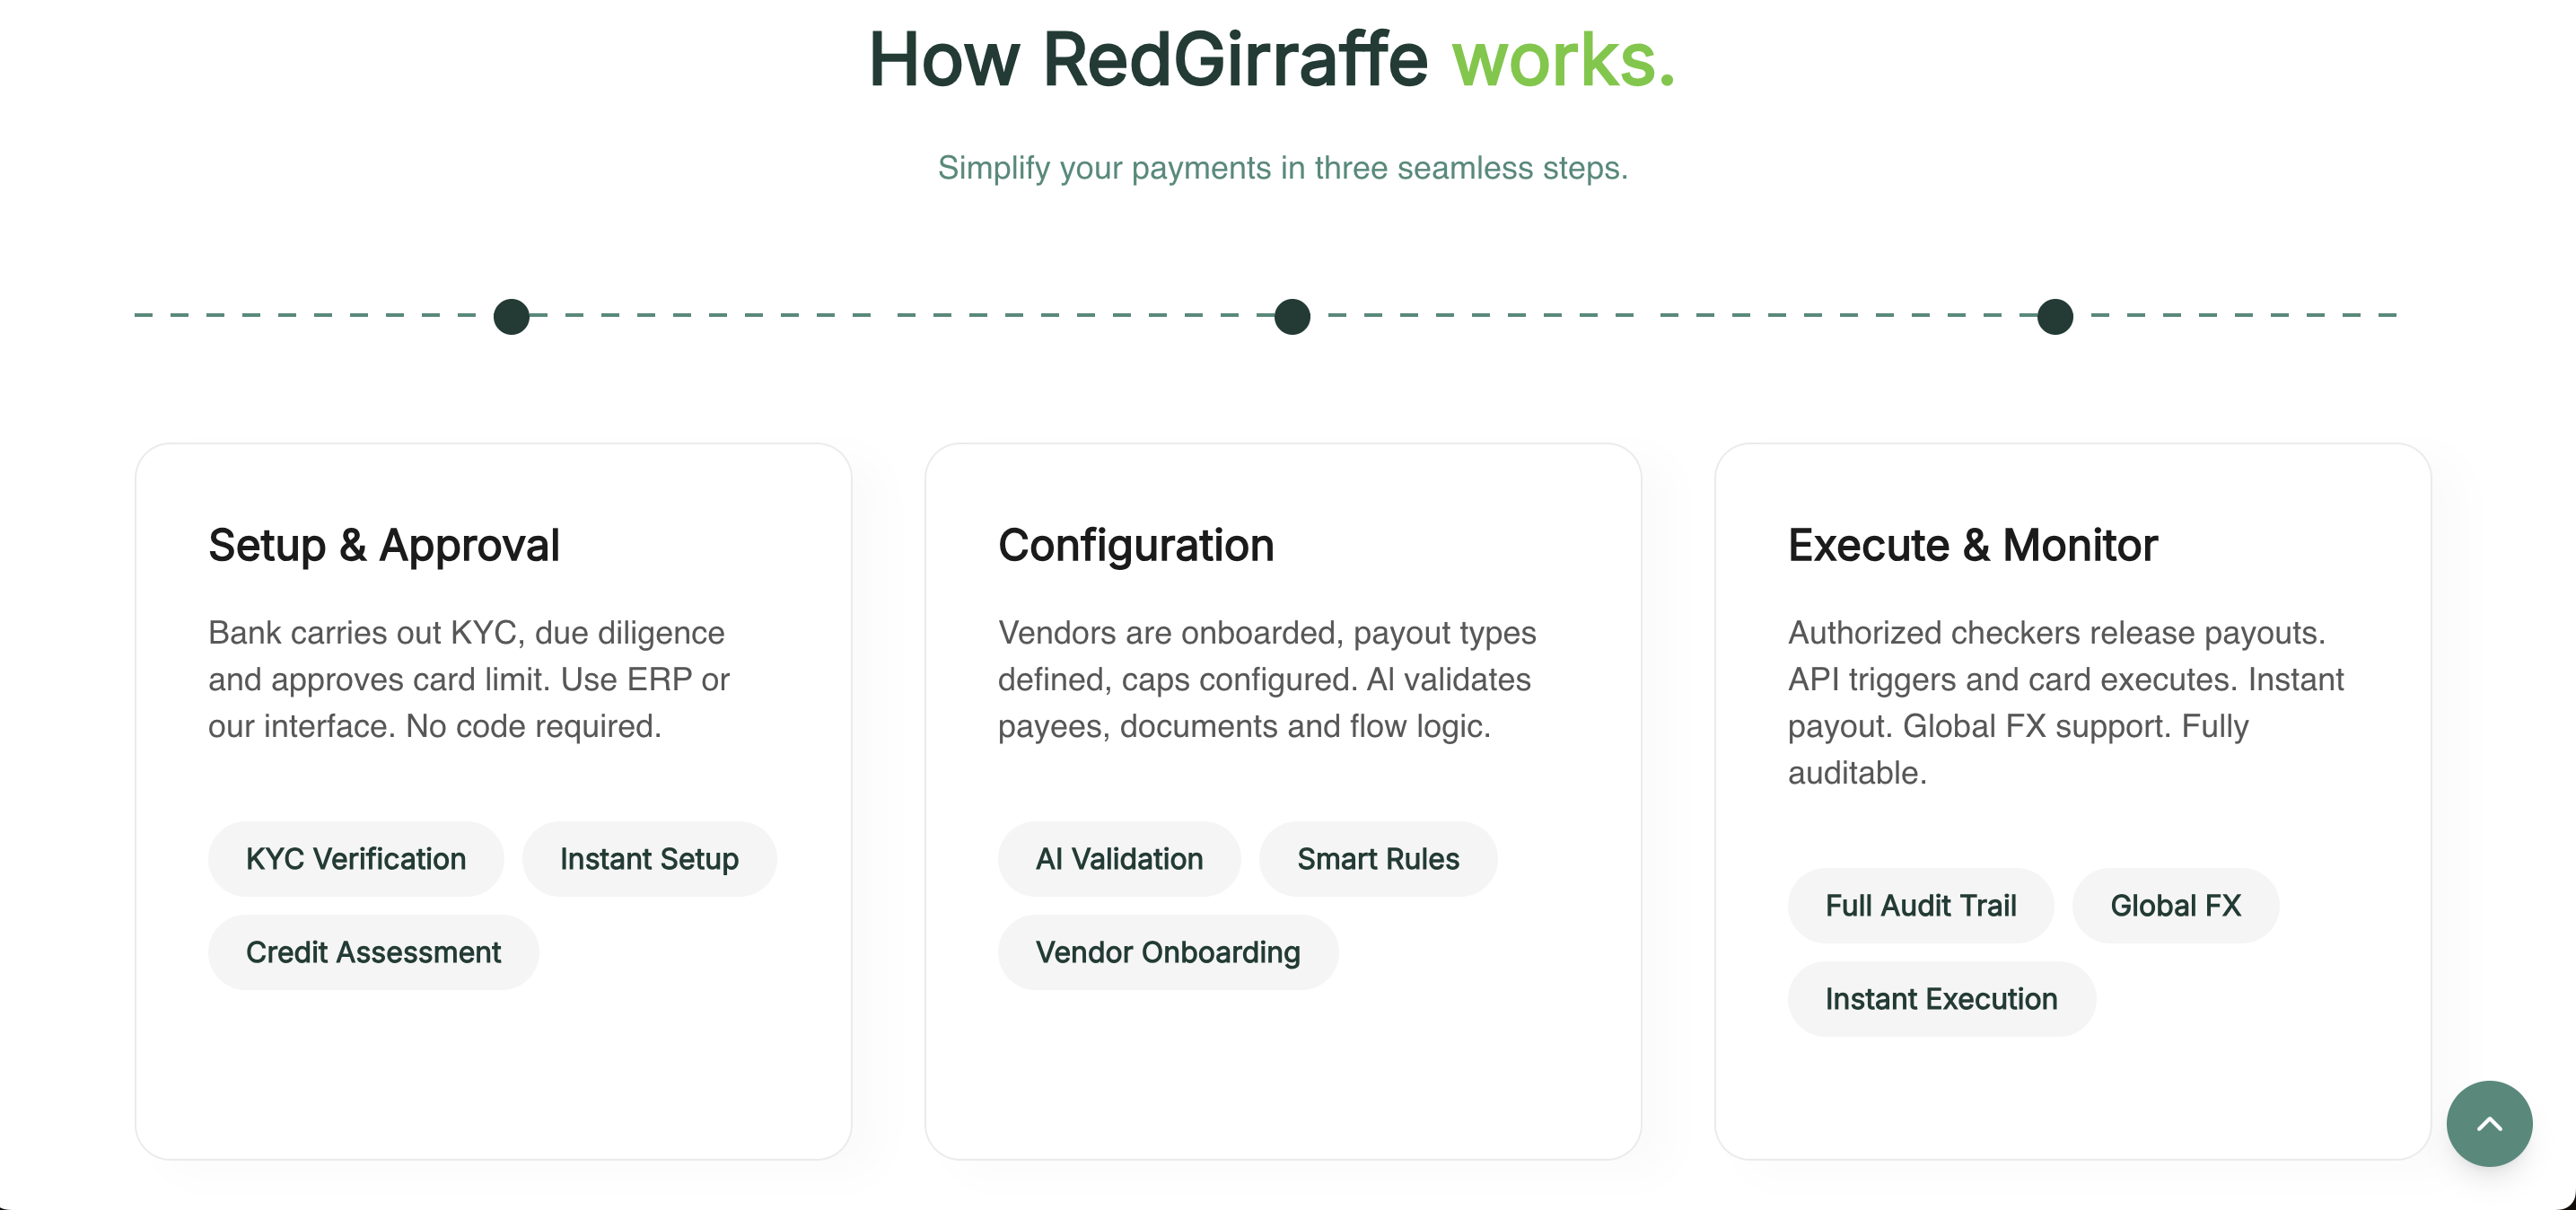 How RedGirraffe works.
Simplify your payments in three seamless steps.
Setup & Approval
Bank carries out KYC, due diligence
and approves card limit. Use ERP or
our interface. No code required.
KYC Verification
Instant Setup
Credit Assessment
Configuration
Vendors are onboarded, payout types
defined, caps configured. AI validates
payees, documents and flow logic.
AI Validation
Smart Rules
Vendor Onboarding
Execute & Monitor
Authorized checkers release payouts.
API triggers and card executes. Instant
payout. Global FX support. Fully
auditable.
Full Audit Trail
Global FX
Instant Execution